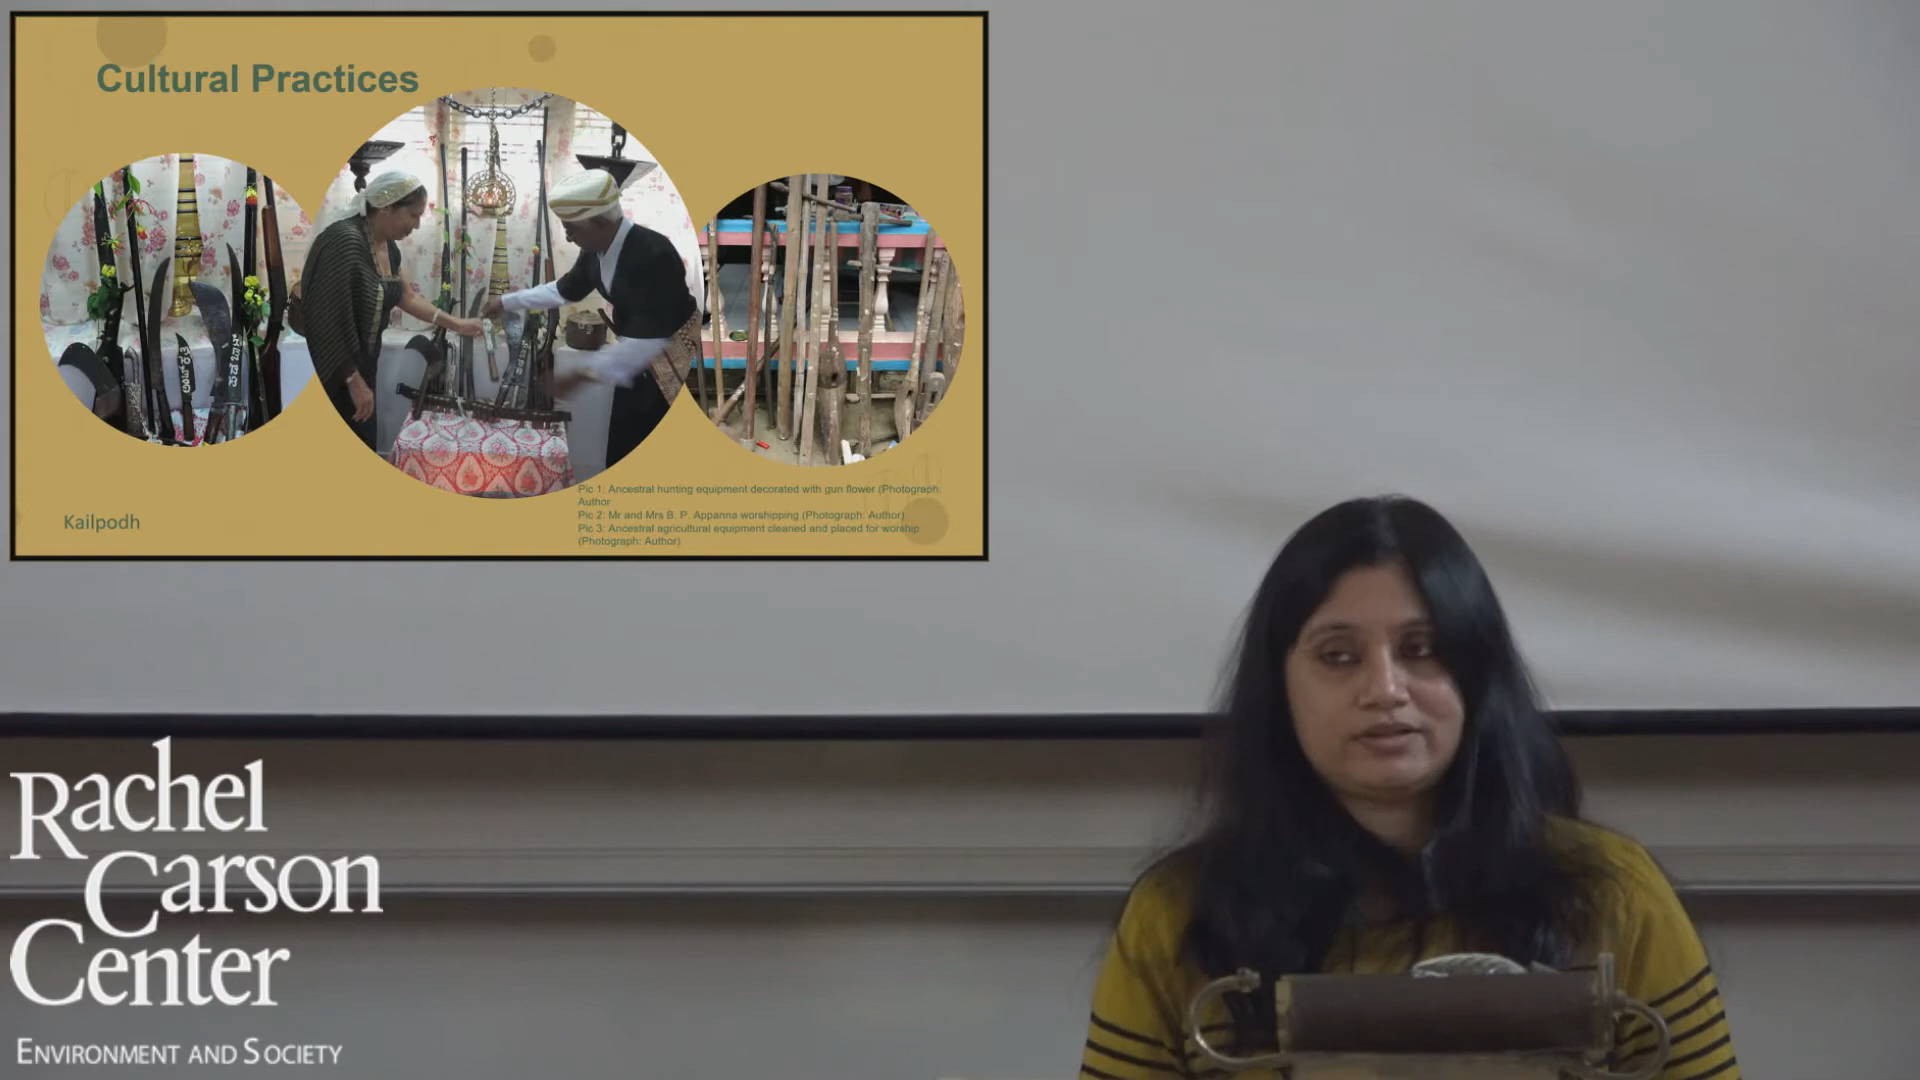 Cultural Practices
Pic 1: Ancestral hunting equipment decorated with gun flower (Photograph:
Author
Pic 2: Mr and Mrs B. P. Appanna worshipping (Photograph: Author)
Pic 3: Ancestral agricultural equipment cleaned and placed for worship
(Photograph: Author)
Kailpodh
Rachel
Carson
Center
Environment and Society